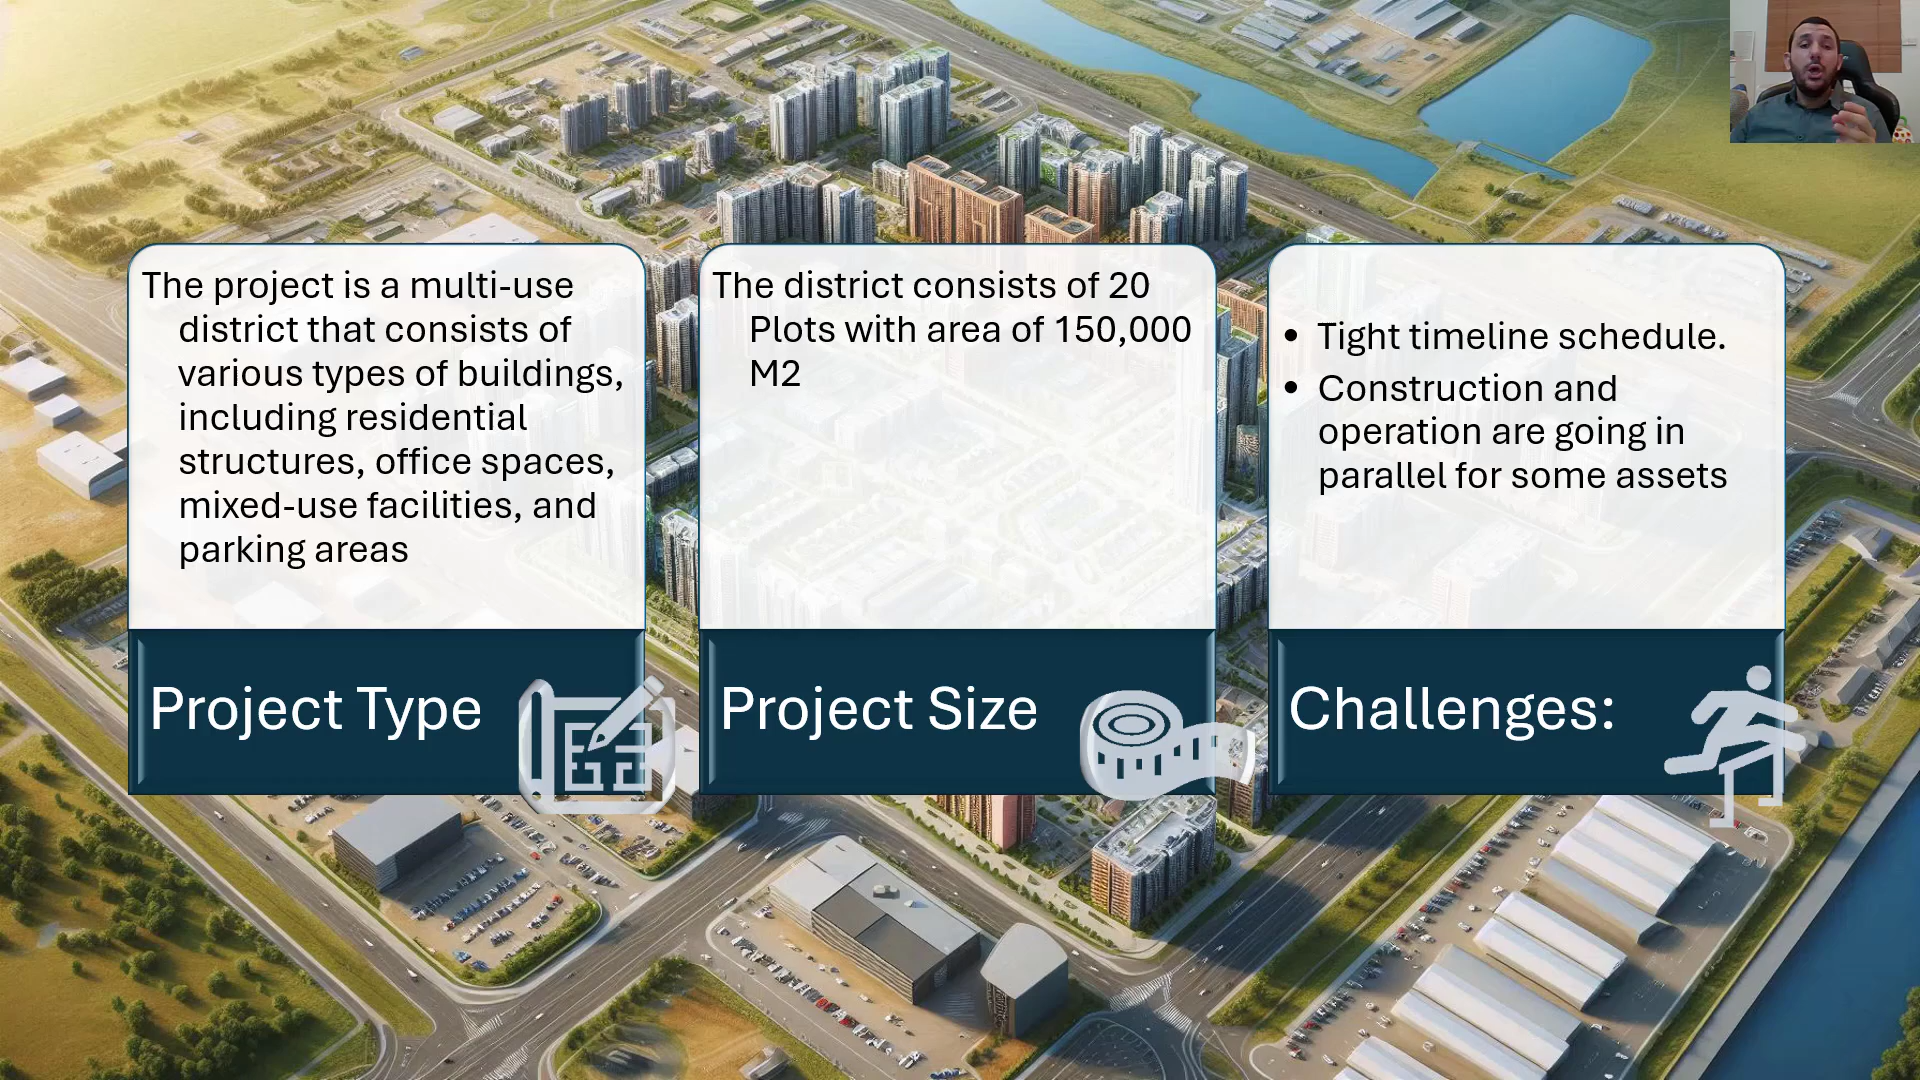 The project is a multi-use
district that consists of
various types of buildings,
including residential
structures, office spaces,
mixed-use facilities, and
parking areas
Project Type
The district consists of 20
Plots with area of 150,000
M2
Project Size
• Tight timeline schedule.
• Construction and
operation are going in
parallel for some assets
Challenges: